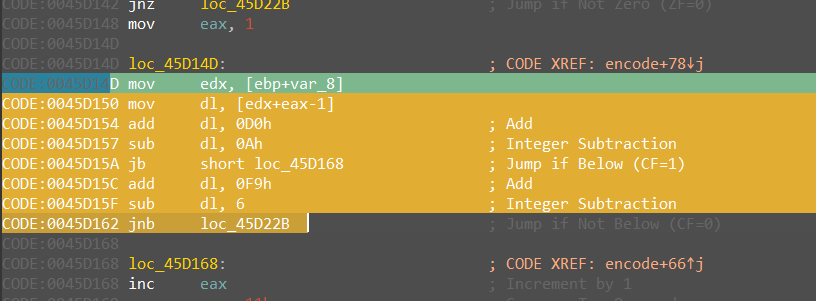 CODE:0045D142 jnz loc_45D22B ; Jump if Not Zero (ZF=0)
CODE:0045D148 mov eax, 1
CODE:0045D14D
CODE:0045D14D loc_45D14D: ; CODE XREF: encode+78↓j
CODE:0045D14D mov edx, [ebp+var_8]
CODE:0045D150 mov dl, [edx+eax-1]
CODE:0045D154 add dl, 0D0h ; Add
CODE:0045D157 sub dl, 0Ah ; Integer Subtraction
CODE:0045D15A jb short loc_45D168 ; Jump if Below (CF=1)
CODE:0045D15C add dl, 0F9h ; Add
CODE:0045D15F sub dl, 6 ; Integer Subtraction
CODE:0045D162 jnb loc_45D22B ; Jump if Not Below (CF=0)
CODE:0045D168
CODE:0045D168 loc_45D168: ; CODE XREF: encode+66↑j
CODE:0045D168 inc eax ; Increment by 1